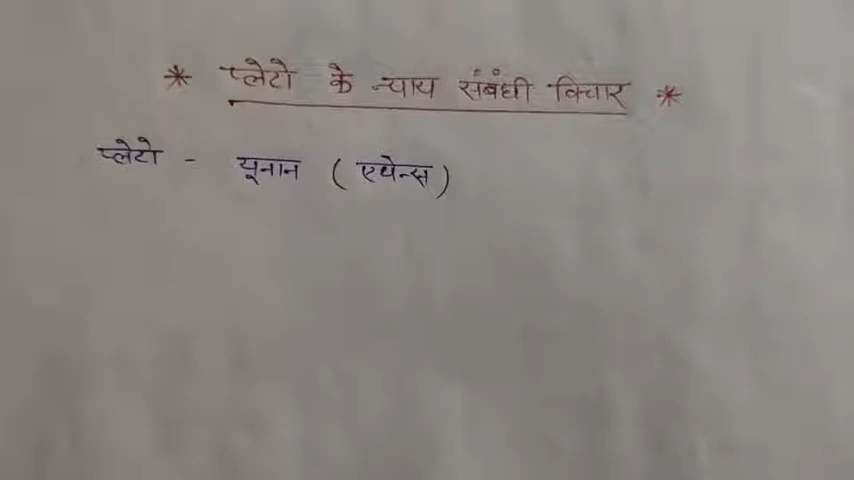 * प्लेटो के न्याय संबंधी विचार *
प्लेटो - यूनान ( एथेन्स )